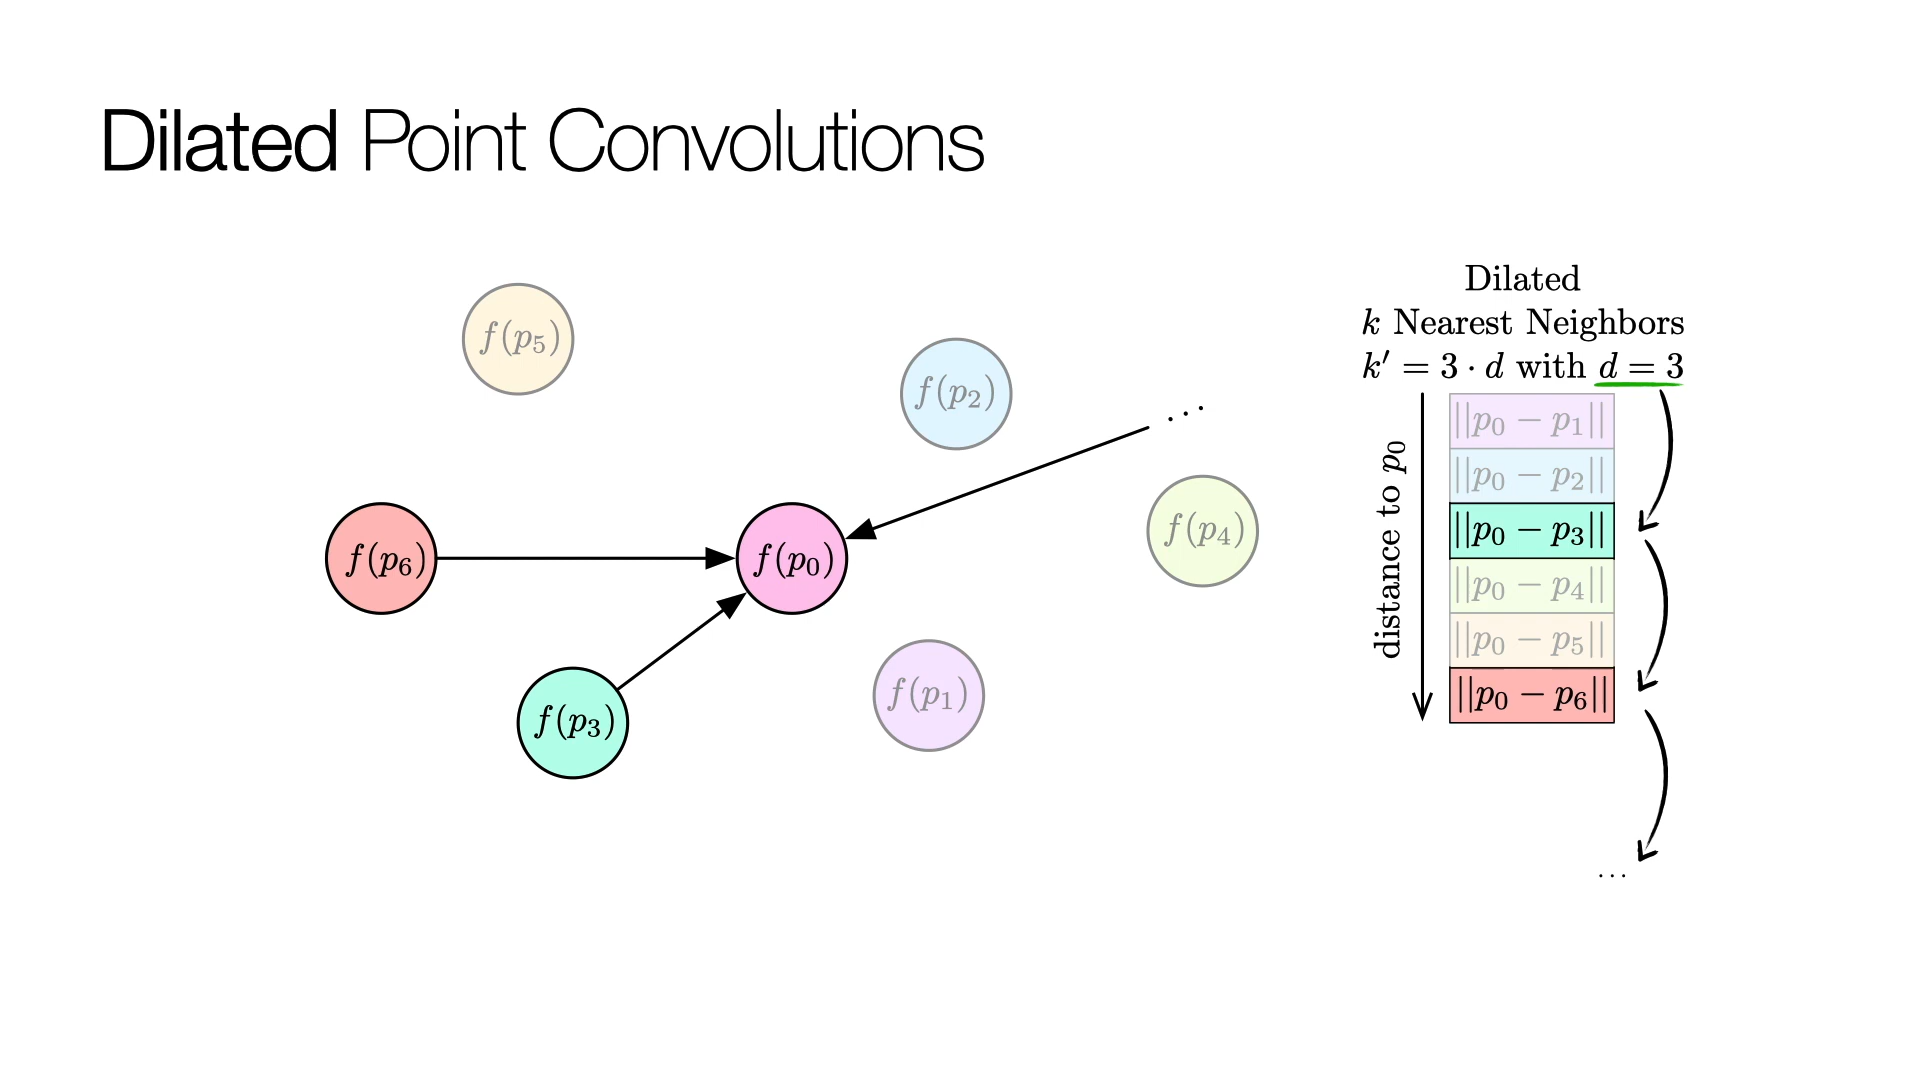 Dilated Point Convolutions
f(p₅)
f(p₂)
...
f(p₄)
f(p₆)
f(p₀)
f(p₃)
f(p₁)
Dilated
k Nearest Neighbors
k′ = 3 · d with d = 3
distance to p₀
||p₀ − p₁||
||p₀ − p₂||
||p₀ − p₃||
||p₀ − p₄||
||p₀ − p₅||
||p₀ − p₆||
...